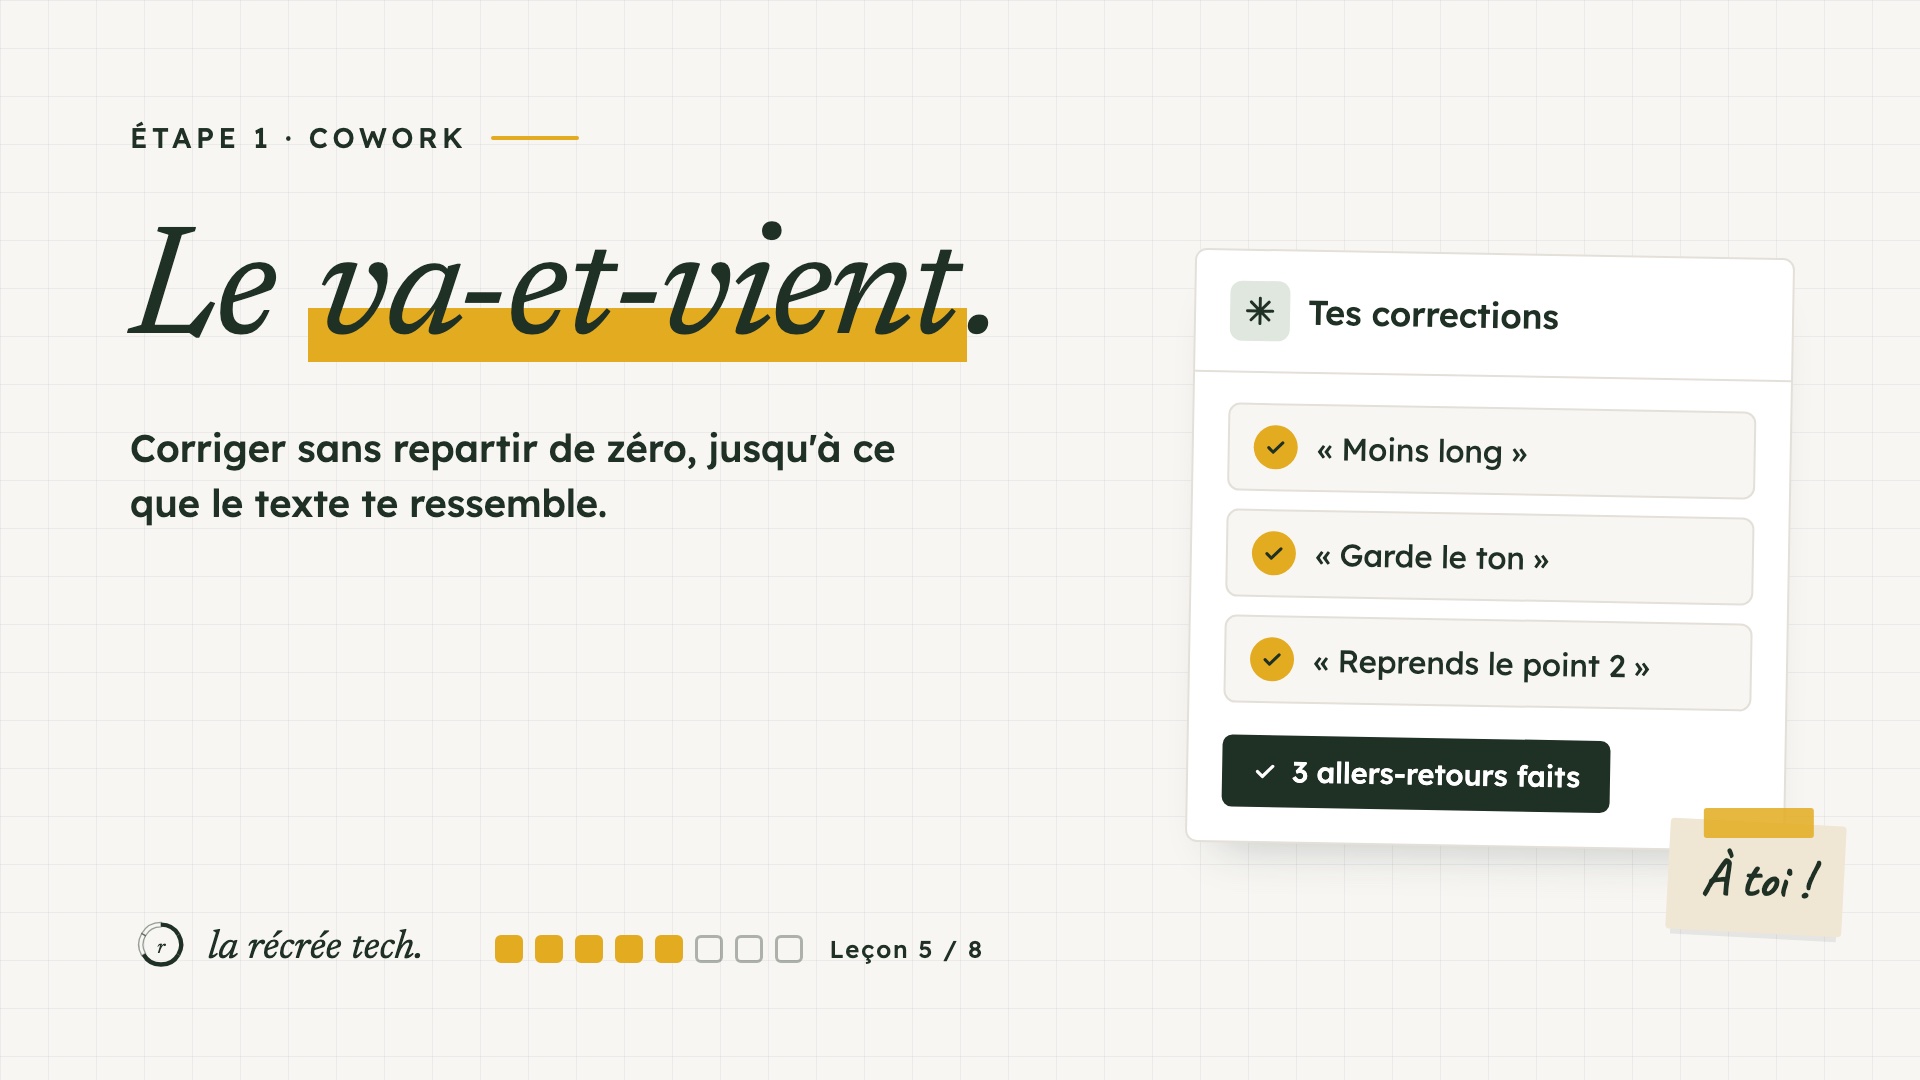 ÉTAPE 1 · COWORK
Le va-et-vient.
Corriger sans repartir de zéro, jusqu'à ce
que le texte te ressemble.
Tes corrections
« Moins long »
« Garde le ton »
« Reprends le point 2 »
3 allers-retours faits
À toi !
r
la récrée tech.
Leçon 5 / 8